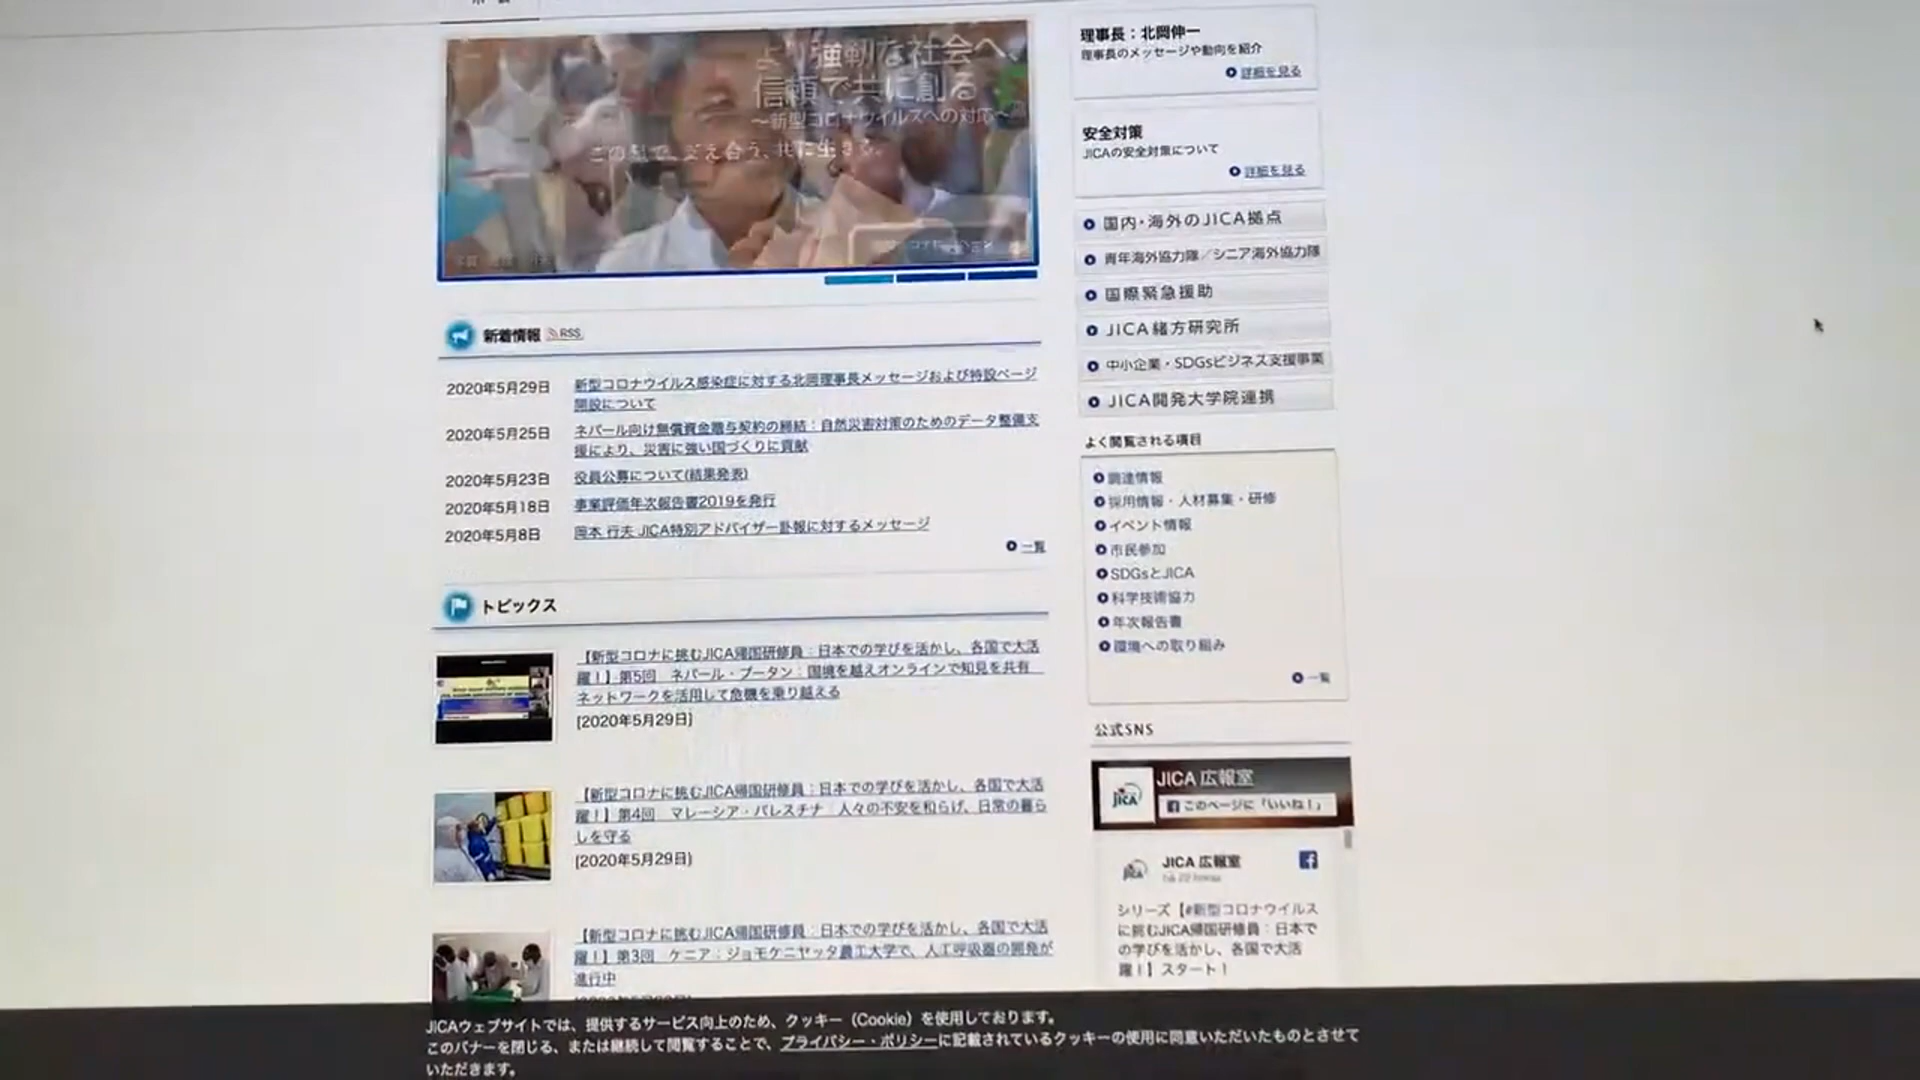 より強靭な社会へ、
信頼で共に創る
〜新型コロナウイルスへの対応〜
新着情報 RSS
2020年5月29日 新型コロナウイルス感染症に対する北岡理事長メッセージおよび特設ページ
開設について
2020年5月25日 ネパール向け無償資金贈与契約の締結：自然災害対策のためのデータ整備支
援により、災害に強い国づくりに貢献
2020年5月23日 役員公募について(結果発表)
2020年5月18日 事業評価年次報告書2019を発行
2020年5月8日 岡本 行夫 JICA特別アドバイザー訃報に対するメッセージ
一覧
トピックス
【新型コロナに挑むJICA帰国研修員：日本での学びを活かし、各国で大活
躍！】第5回 ネパール・ブータン：国境を越えオンラインで知見を共有
ネットワークを活用して危機を乗り越える
[2020年5月29日]
【新型コロナに挑むJICA帰国研修員：日本での学びを活かし、各国で大活
躍！】第4回 マレーシア・パレスチナ 人々の不安を和らげ、日常の暮ら
しを守る
[2020年5月29日]
【新型コロナに挑むJICA帰国研修員：日本での学びを活かし、各国で大活
躍！】第3回 ケニア：ジョモケニヤッタ農工大学で、人工呼吸器の開発が
進行中
理事長：北岡伸一
理事長のメッセージや動向を紹介
詳細を見る
安全対策
JICAの安全対策について
詳細を見る
国内・海外のJICA拠点
青年海外協力隊／シニア海外協力隊
国際緊急援助
JICA緒方研究所
中小企業・SDGsビジネス支援事業
JICA開発大学院連携
よく閲覧される項目
調達情報
採用情報・人材募集・研修
イベント情報
市民参加
SDGsとJICA
科学技術協力
年次報告書
環境への取り組み
一覧
公式SNS
JICA 広報室
このページに「いいね！」
JICA 広報室
シリーズ【#新型コロナウイルス
に挑むJICA帰国研修員：日本で
の学びを活かし、各国で大活
躍！】スタート！
JICAウェブサイトでは、提供するサービス向上のため、クッキー（Cookie）を使用しております。
このバナーを閉じる、または継続して閲覧することで、プライバシー・ポリシーに記載されているクッキーの使用に同意いただいたものとさせて
いただきます。